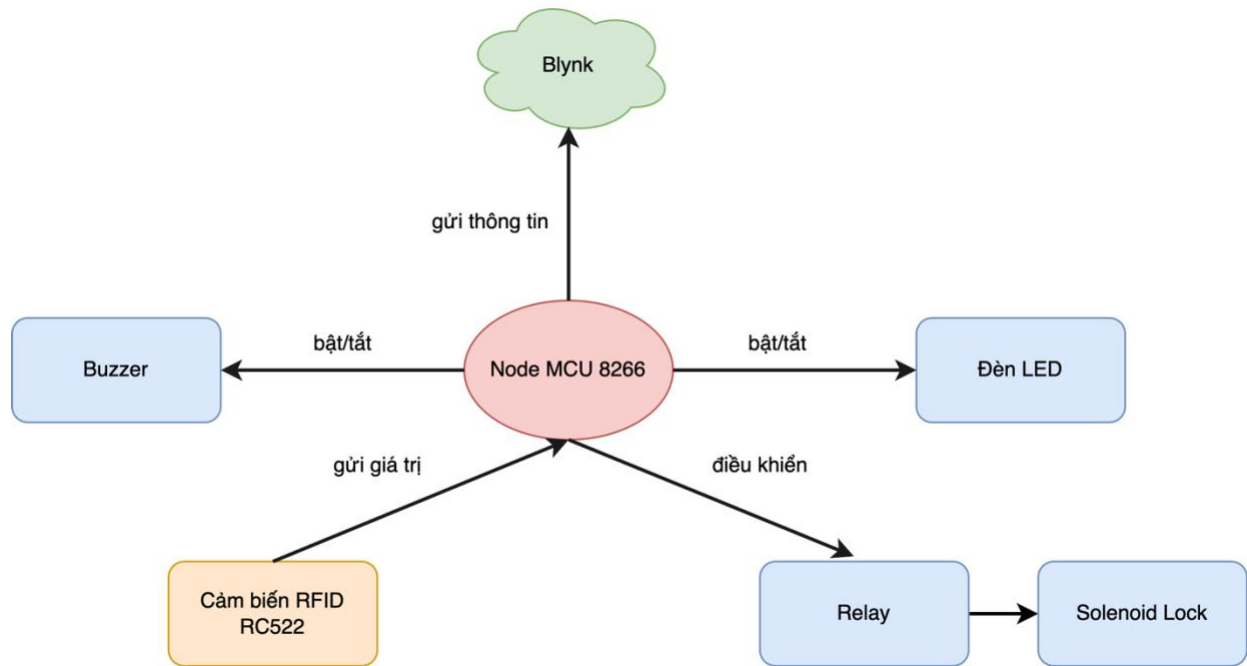 Blynk
gửi thông tin
Buzzer
bật/tắt
Node MCU 8266
bật/tắt
Đèn LED
gửi giá trị
điều khiển
Cảm biến RFID
RC522
Relay
Solenoid Lock